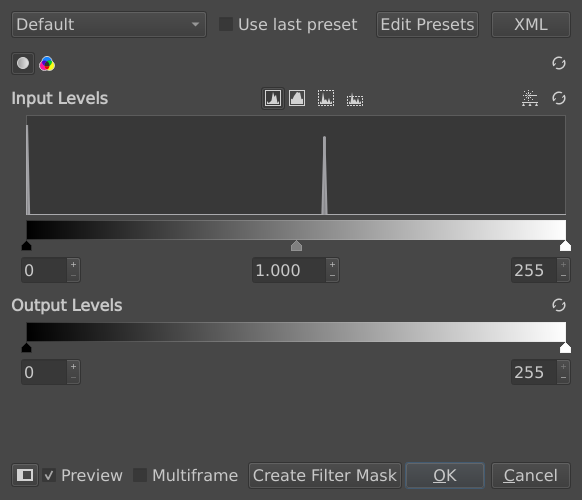 Default Use last preset Edit Presets XML
Input Levels
0 1.000 255
Output Levels
0 255
Preview Multiframe Create Filter Mask OK Cancel